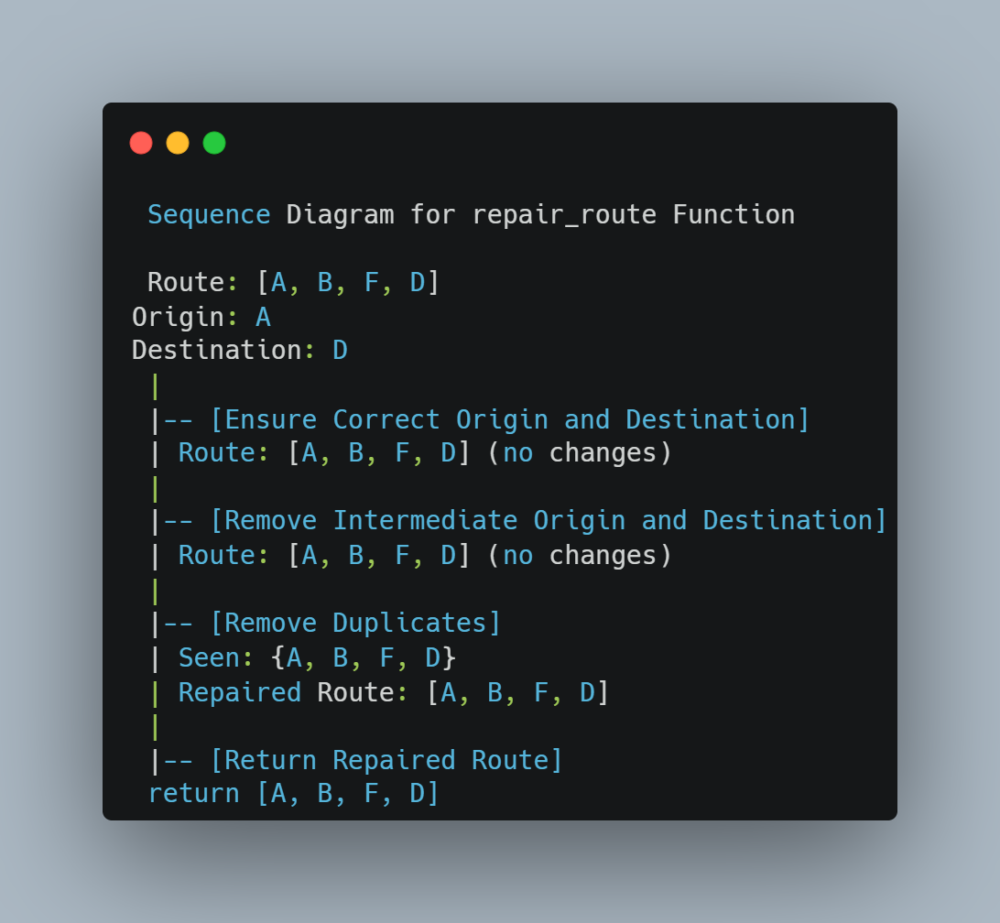 Sequence Diagram for repair_route Function
Route: [A, B, F, D]
Origin: A
Destination: D
|
|-- [Ensure Correct Origin and Destination]
| Route: [A, B, F, D] (no changes)
|
|-- [Remove Intermediate Origin and Destination]
| Route: [A, B, F, D] (no changes)
|
|-- [Remove Duplicates]
| Seen: {A, B, F, D}
| Repaired Route: [A, B, F, D]
|
|-- [Return Repaired Route]
return [A, B, F, D]